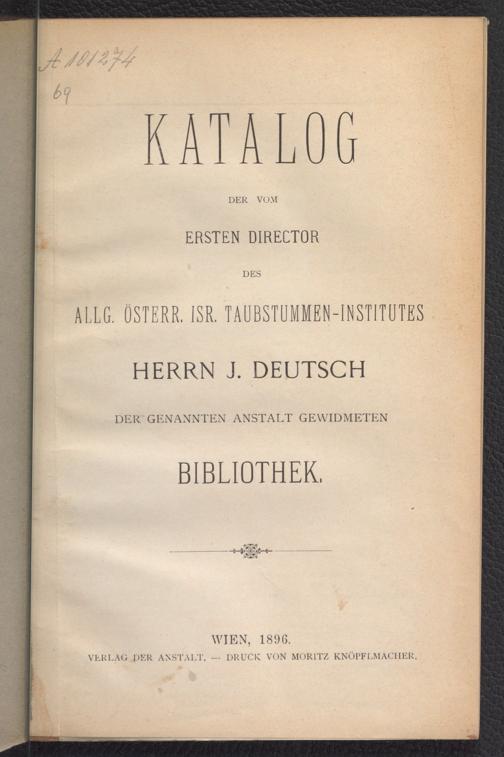 A 101274
69
KATALOG
DER VOM
ERSTEN DIRECTOR
DES
ALLG. ÖSTERR. ISR. TAUBSTUMMEN-INSTITUTES
HERRN J. DEUTSCH
DER GENANNTEN ANSTALT GEWIDMETEN
BIBLIOTHEK.
WIEN, 1896.
VERLAG DER ANSTALT. — DRUCK VON MORITZ KNÖPFLMACHER.